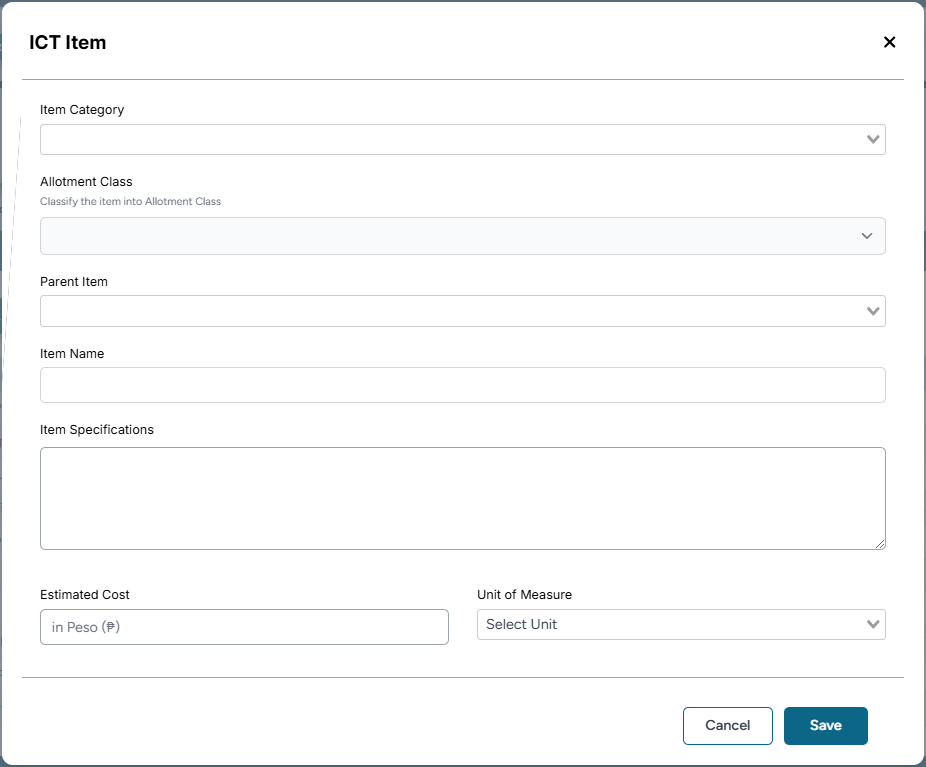 ICT Item
Item Category
Allotment Class
Classify the item into Allotment Class
Parent Item
Item Name
Item Specifications
Estimated Cost
Unit of Measure
in Peso (₱)
Select Unit
Cancel
Save